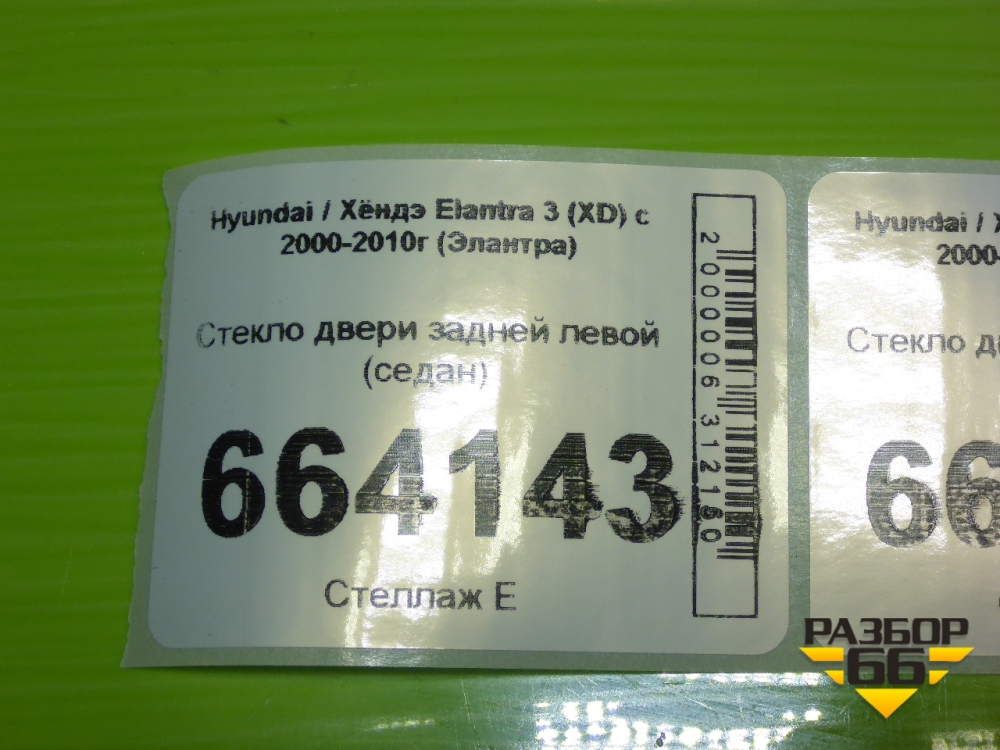 Hyundai / Хёндэ Elantra 3 (XD) с
2000-2010г (Элантра)
Стекло двери задней левой
(седан)
664143
Стеллаж Е
2000006312160
Hyundai /
2000-
Стекло
66
РАЗБОР
66